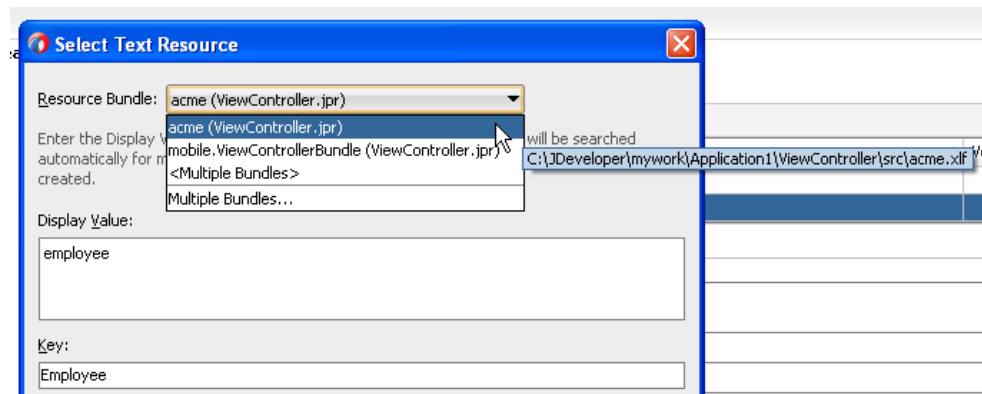 Select Text Resource
Resource Bundle: acme (ViewController.jpr)
acme (ViewController.jpr)
Enter the Display will be searched
mobile.ViewControllerBundle (ViewController.jpr)
automatically for C:\JDeveloper\mywork\Application1\ViewController\src\acme.xlf
created. <Multiple Bundles>
Multiple Bundles...
Display Value:
employee
Key:
Employee